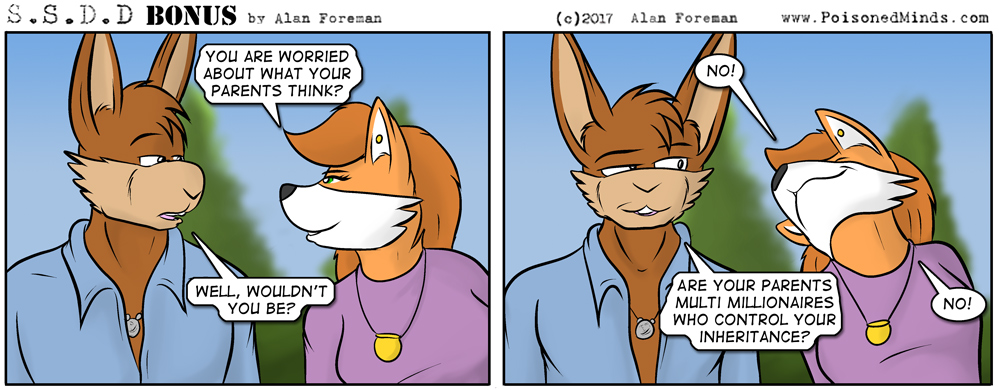 S.S.D.D BONUS by Alan Foreman
(c)2017 Alan Foreman www.PoisonedMinds.com
YOU ARE WORRIED
ABOUT WHAT YOUR
PARENTS THINK?
WELL, WOULDN'T
YOU BE?
NO!
ARE YOUR PARENTS
MULTI MILLIONAIRES
WHO CONTROL YOUR
INHERITANCE?
NO!